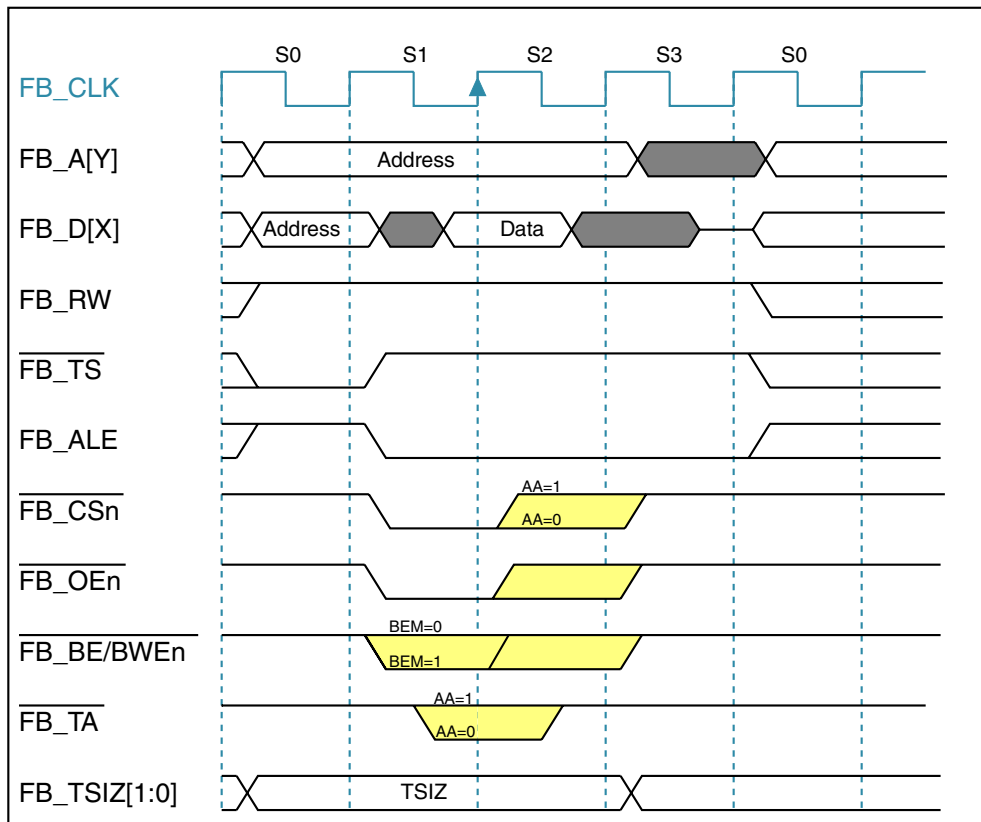 S0 S1 S2 S3 S0
FB_CLK
FB_A[Y] Address
FB_D[X] Address Data
FB_RW
FB_TS
FB_ALE
FB_CSn AA=1
AA=0
FB_OEn
FB_BE/BWEn BEM=0
BEM=1
FB_TA AA=1
AA=0
FB_TSIZ[1:0] TSIZ